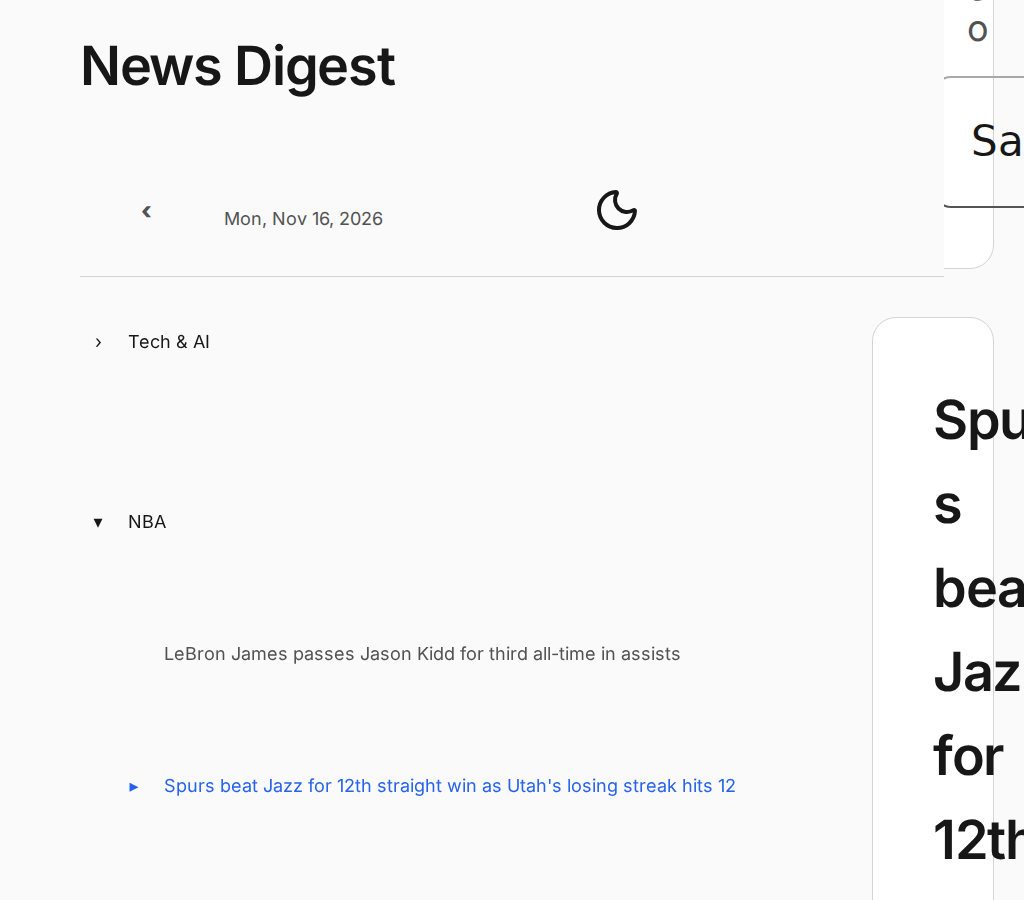 News Digest
‹
Mon, Nov 16, 2026
› Tech & AI
▾ NBA
LeBron James passes Jason Kidd for third all-time in assists
▸ Spurs beat Jazz for 12th straight win as Utah's losing streak hits 12
o
Sa
Spu
s
bea
Jaz
for
12th